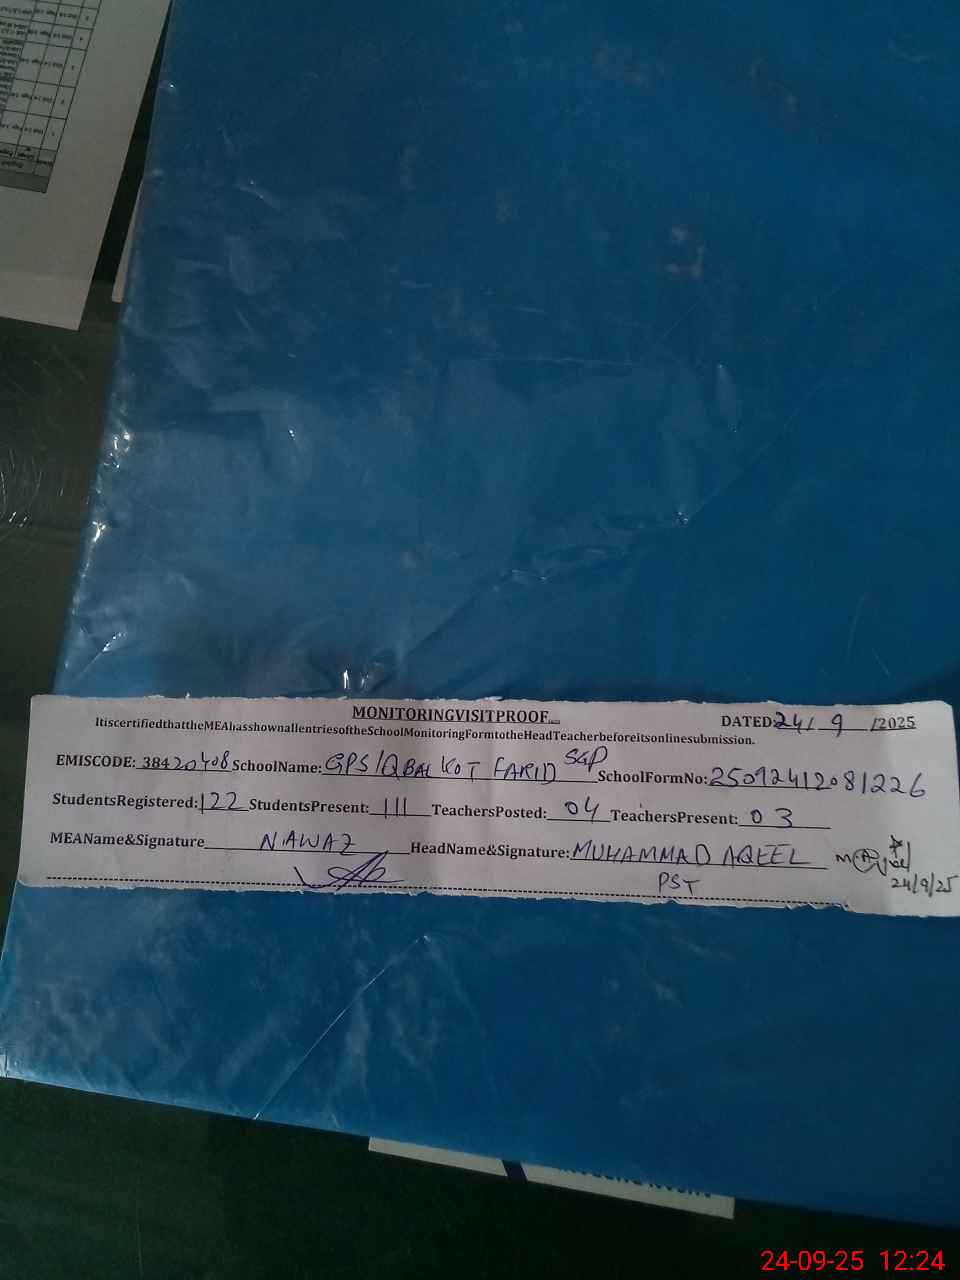 MONITORINGVISITPROOF
DATED:24/ 9 /2025
ItiscertifiedthattheMEAhasshownallentriesoftheSchoolMonitoringFormtotheHeadTeacherbeforeitsonlinesubmission.
EMISCODE: 38420408 SchoolName: GPS IQBAL KOT FARID SGP SchoolFormNo: 25092412081226
StudentsRegistered: 122 StudentsPresent: 111 TeachersPosted: 04 TeachersPresent: 03
MEAName&Signature NAWAZ HeadName&Signature: MUHAMMAD AQEEL
PST
24/9/25
24-09-25 12:24